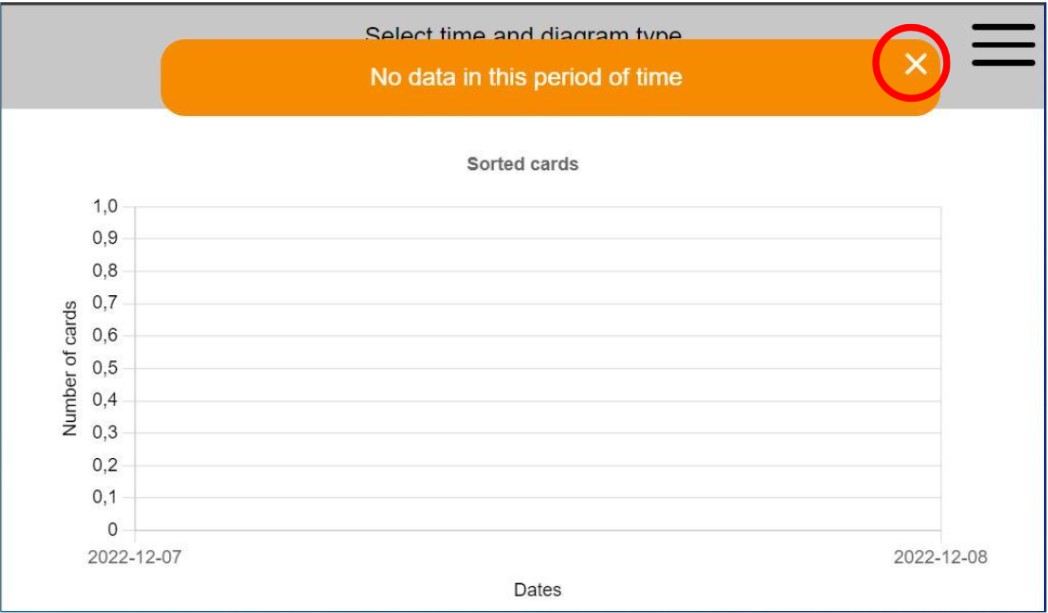 Select time and diagram type
No data in this period of time
Sorted cards
1,0
0,9
0,8
0,7
0,6
0,5
0,4
0,3
0,2
0,1
0
Number of cards
2022-12-07
2022-12-08
Dates